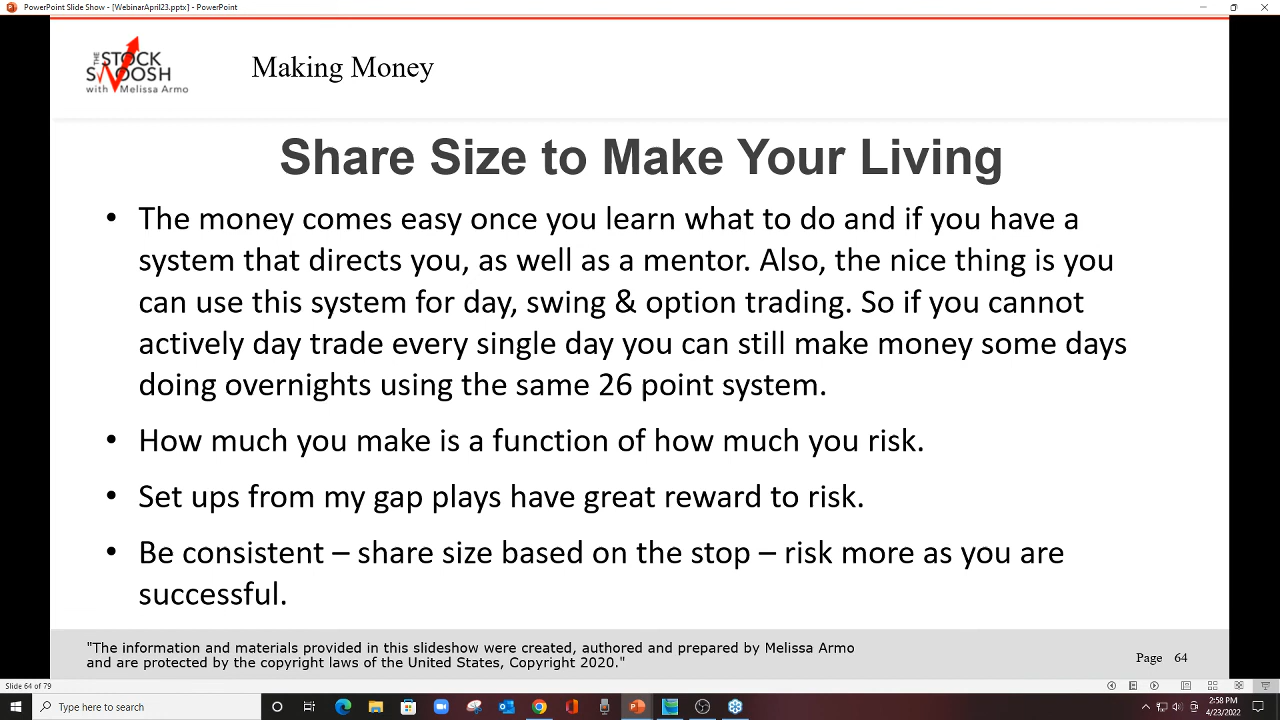 PowerPoint Slide Show - [WebinarApril23.pptx] - PowerPoint
THE
STOCK
SWOOSH
with Melissa Armo
Making Money
Share Size to Make Your Living
• The money comes easy once you learn what to do and if you have a
system that directs you, as well as a mentor. Also, the nice thing is you
can use this system for day, swing & option trading. So if you cannot
actively day trade every single day you can still make money some days
doing overnights using the same 26 point system.
• How much you make is a function of how much you risk.
• Set ups from my gap plays have great reward to risk.
• Be consistent – share size based on the stop – risk more as you are
successful.
"The information and materials provided in this slideshow were created, authored and prepared by Melissa Armo
and are protected by the copyright laws of the United States, Copyright 2020."
Page 64
Slide 64 of 79
Type here to search
2:58 PM
4/23/2022